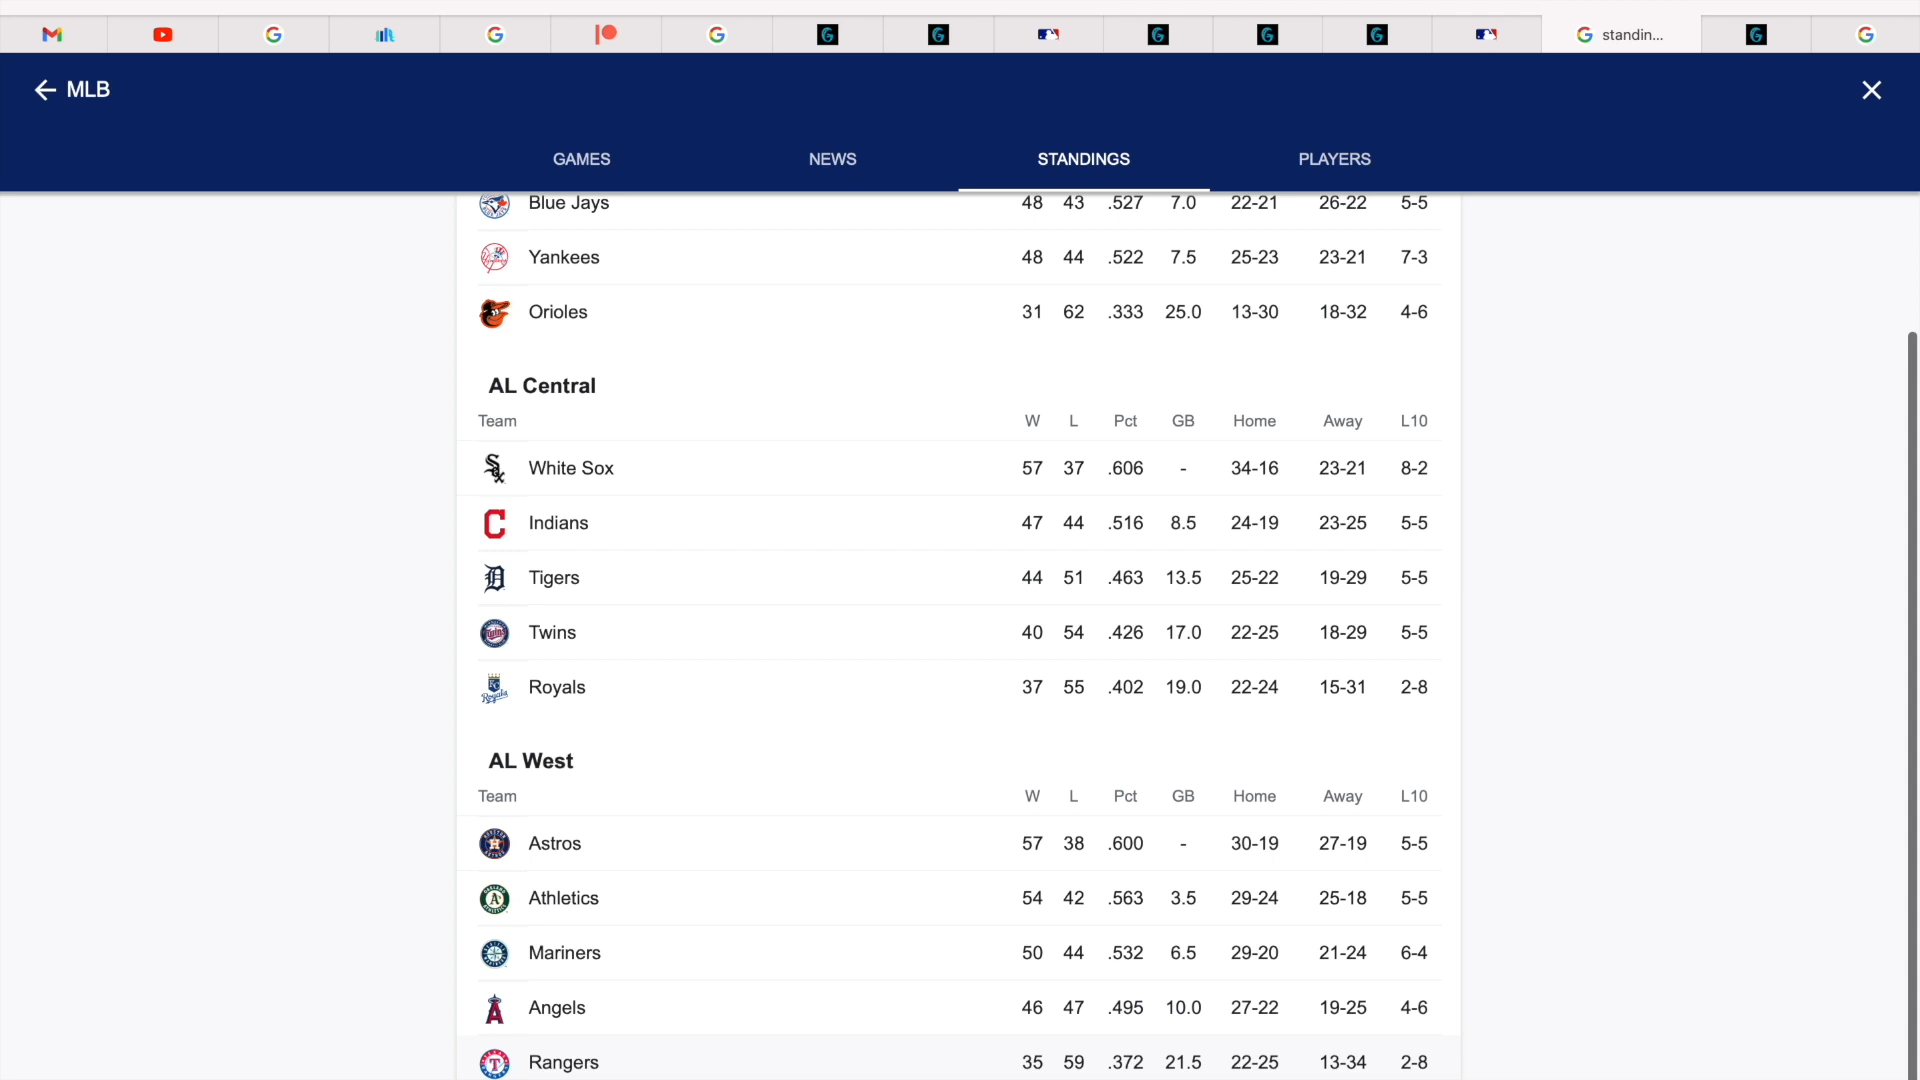 standin...
MLB
GAMES NEWS STANDINGS PLAYERS
Blue Jays 48 43 .527 7.0 22-21 26-22 5-5
Yankees 48 44 .522 7.5 25-23 23-21 7-3
Orioles 31 62 .333 25.0 13-30 18-32 4-6
AL Central
Team W L Pct GB Home Away L10
White Sox 57 37 .606 - 34-16 23-21 8-2
Indians 47 44 .516 8.5 24-19 23-25 5-5
Tigers 44 51 .463 13.5 25-22 19-29 5-5
Twins 40 54 .426 17.0 22-25 18-29 5-5
Royals 37 55 .402 19.0 22-24 15-31 2-8
AL West
Team W L Pct GB Home Away L10
Astros 57 38 .600 - 30-19 27-19 5-5
Athletics 54 42 .563 3.5 29-24 25-18 5-5
Mariners 50 44 .532 6.5 29-20 21-24 6-4
Angels 46 47 .495 10.0 27-22 19-25 4-6
Rangers 35 59 .372 21.5 22-25 13-34 2-8